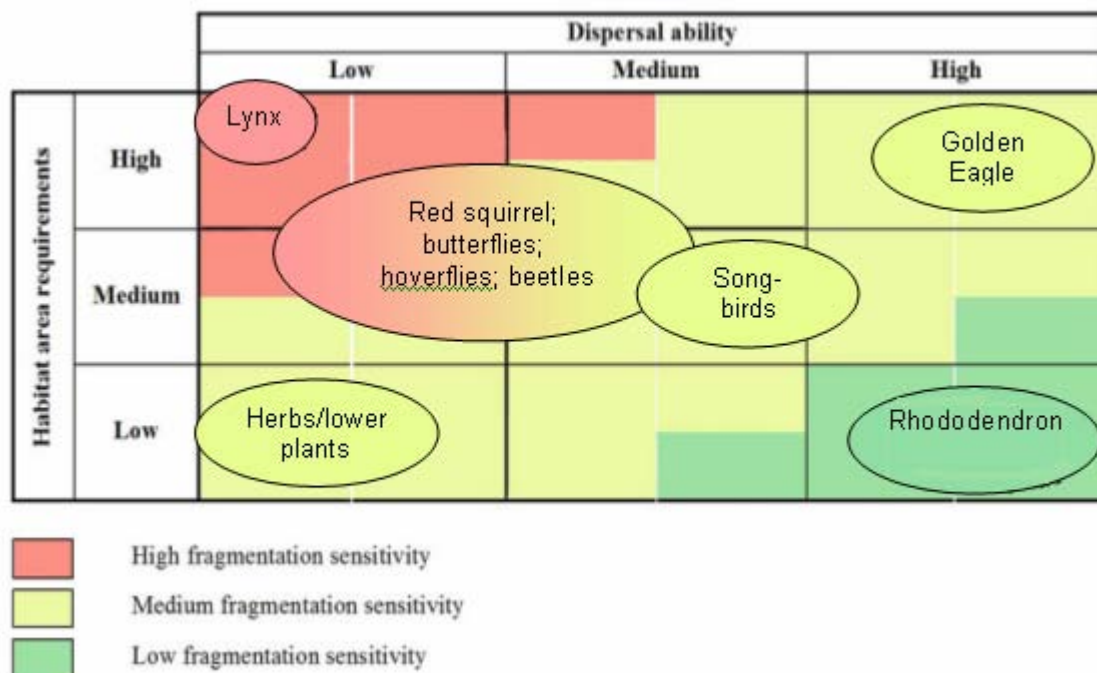 Dispersal ability
Low
Medium
High
Habitat area requirements
High
Medium
Low
Lynx
Golden
Eagle
Red squirrel;
butterflies;
hoverflies; beetles
Song-
birds
Herbs/lower
plants
Rhododendron
High fragmentation sensitivity
Medium fragmentation sensitivity
Low fragmentation sensitivity